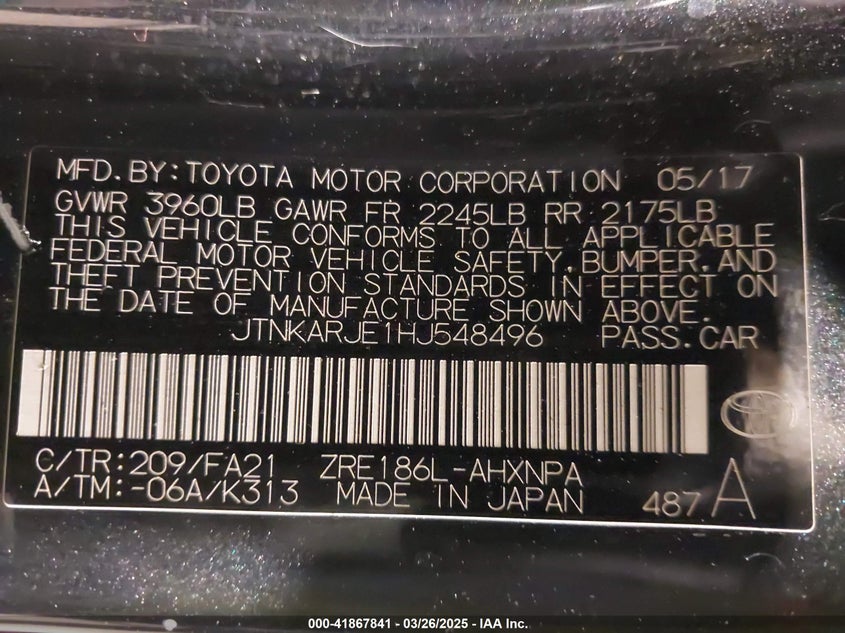 MFD.BY:TOYOTA MOTOR CORPORATION 05/17
GVWR 3960LB GAWR FR 2245LB RR 2175LB
THIS VEHICLE CONFORMS TO ALL APPLICABLE
FEDERAL MOTOR VEHICLE SAFETY,BUMPER,AND
THEFT PREVENTION STANDARDS IN EFFECT ON
THE DATE OF MANUFACTURE SHOWN ABOVE.
JTNKARJE1HJ548496 PASS.CAR
C/TR:209/FA21 ZRE186L-AHXNPA
A/TM:-06A/K313 MADE IN JAPAN 487 A
000-41867841 - 03/26/2025 - IAA Inc.